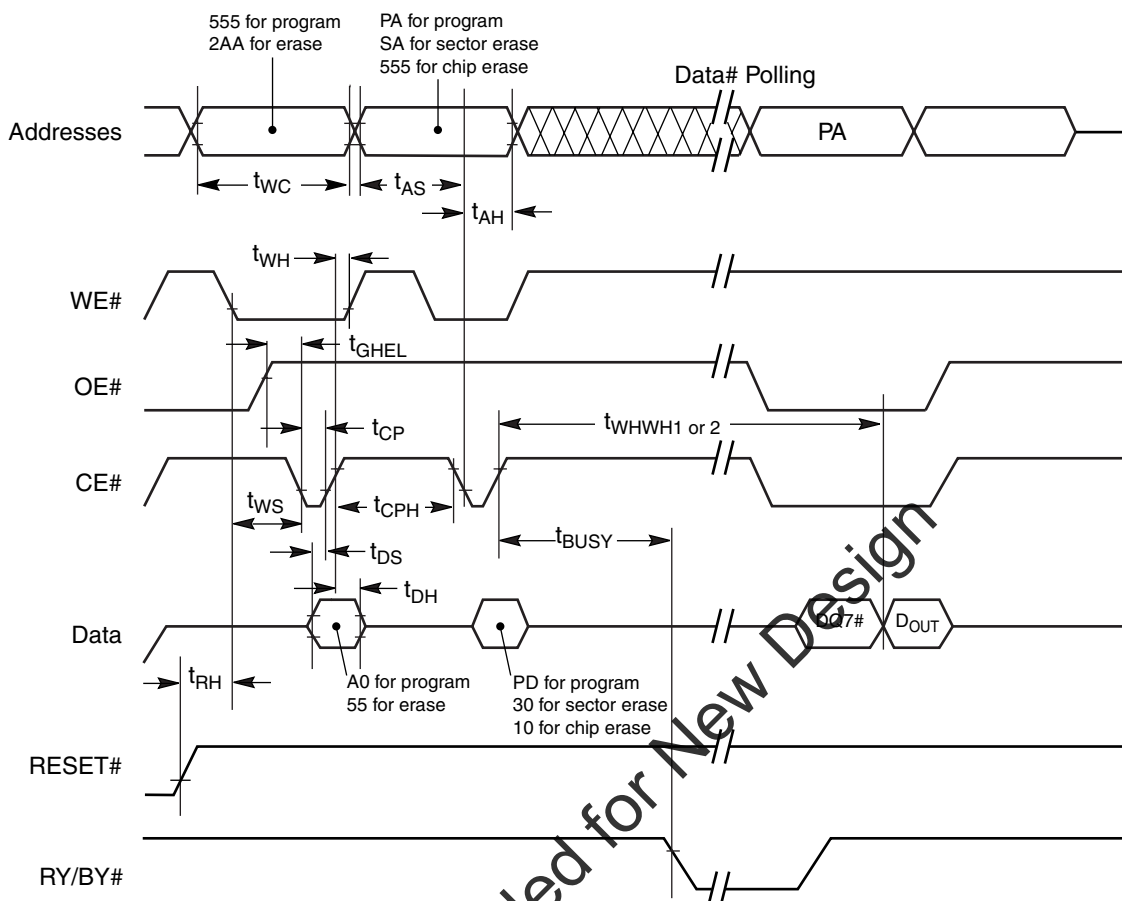 555 for program
2AA for erase
PA for program
SA for sector erase
555 for chip erase
Data# Polling
Addresses
PA
tWC
tAS
tAH
tWH
WE#
tGHEL
OE#
tWHWH1 or 2
tCP
CE#
tWS
tCPH
tBUSY
tDS
tDH
Data
DQ7#
DOUT
tRH
A0 for program
55 for erase
PD for program
30 for sector erase
10 for chip erase
RESET#
RY/BY#
for New Design